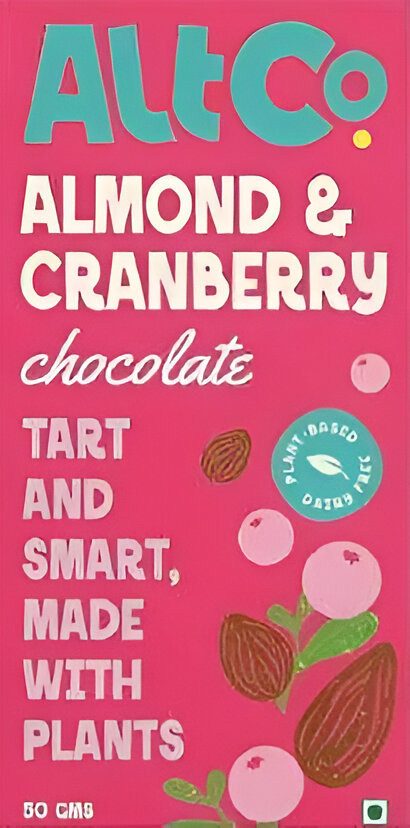 ALtCo.
ALMOND &
CRANBERRY
chocolate
TART
AND
SMART,
MADE
WITH
PLANTS
PLANT-BASED
DAIRY FREE
50 GMS